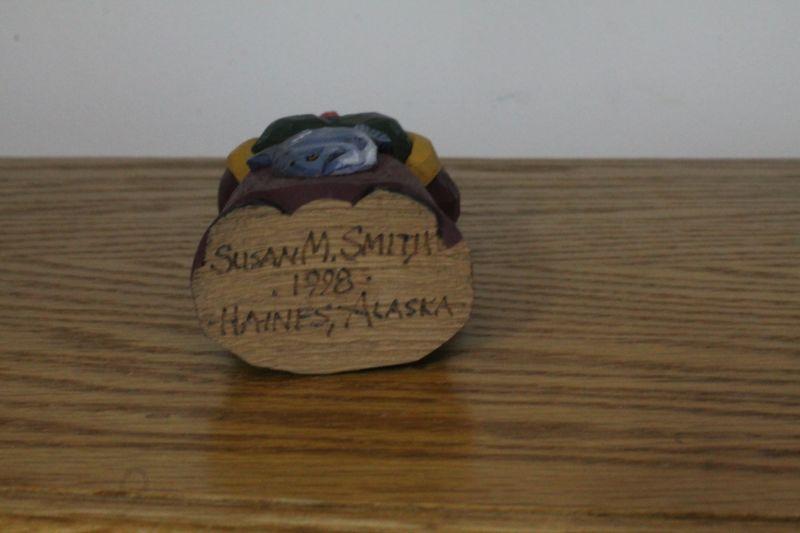 SUSAN M. SMITH
. 1998 .
HAINES, ALASKA